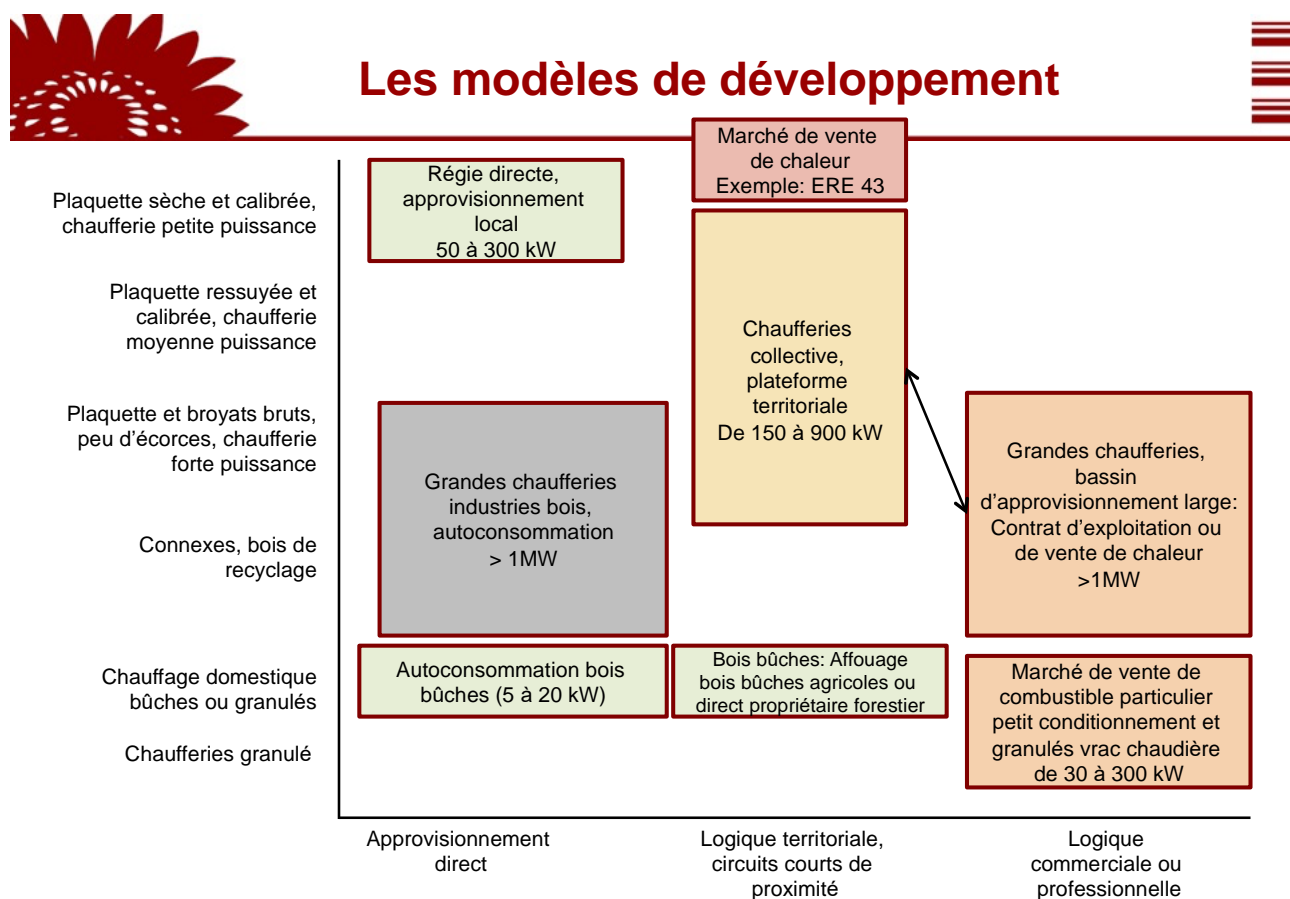 Les modèles de développement
Marché de vente
de chaleur
Exemple: ERE 43
Régie directe,
approvisionnement
local
50 à 300 kW
Plaquette sèche et calibrée,
chaufferie petite puissance
Plaquette ressuyée et
calibrée, chaufferie
moyenne puissance
Chaufferies
collective,
plateforme
territoriale
De 150 à 900 kW
Plaquette et broyats bruts,
peu d’écorces, chaufferie
forte puissance
Grandes chaufferies
industries bois,
autoconsommation
> 1MW
Grandes chaufferies,
bassin
d’approvisionnement large:
Contrat d’exploitation ou
de vente de chaleur
>1MW
Connexes, bois de
recyclage
Chauffage domestique
bûches ou granulés
Autoconsommation bois
bûches (5 à 20 kW)
Bois bûches: Affouage
bois bûches agricoles ou
direct propriétaire forestier
Marché de vente de
combustible particulier
petit conditionnement et
granulés vrac chaudière
de 30 à 300 kW
Chaufferies granulé
Approvisionnement
direct
Logique territoriale,
circuits courts de
proximité
Logique
commerciale ou
professionnelle